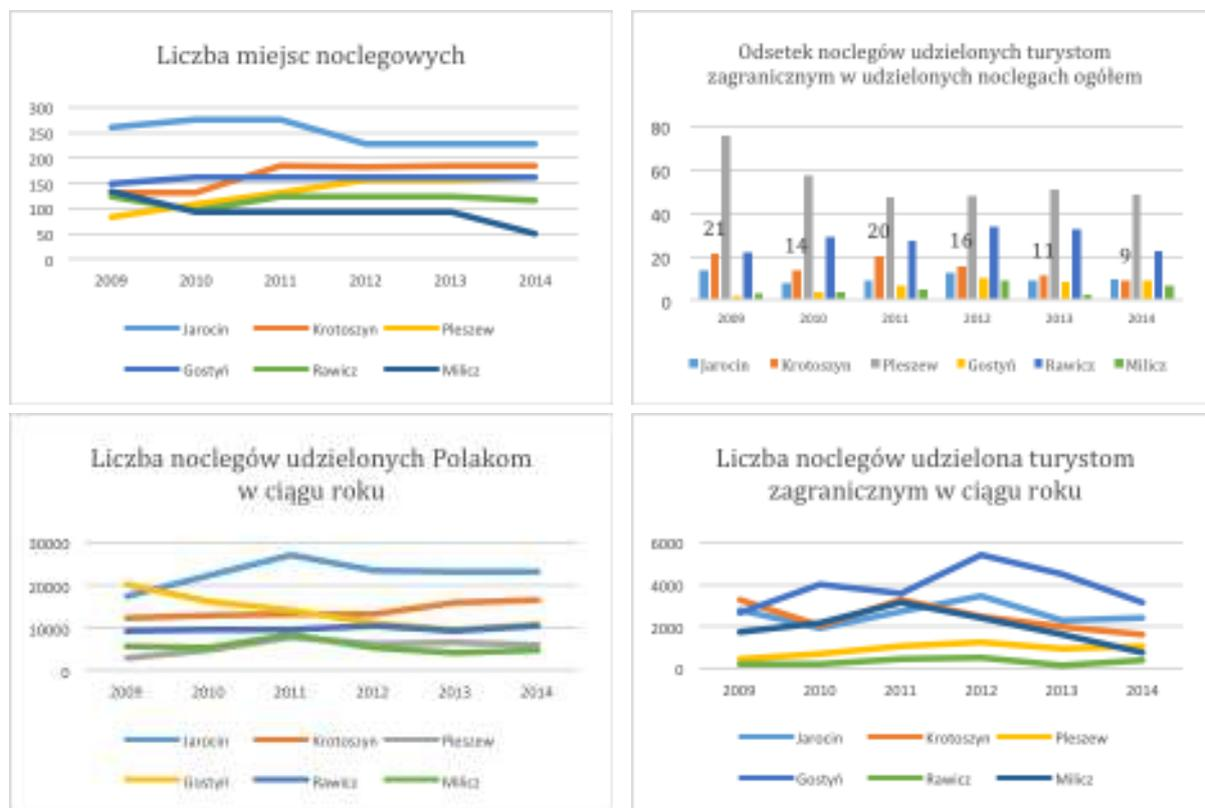 Liczba miejsc noclegowych
300
250
200
150
100
50
0
2009 2010 2011 2012 2013 2014
Jarocin Krotoszyn Pleszew
Gostyń Rawicz Milicz
Odsetek noclegów udzielonych turystom
zagranicznym w udzielonych noclegach ogółem
80
60
40
20
0
21 14 20 16 11 9
2009 2010 2011 2012 2013 2014
Jarocin Krotoszyn Pleszew Gostyń Rawicz Milicz
Liczba noclegów udzielonych Polakom
w ciągu roku
30000
20000
10000
0
2009 2010 2011 2012 2013 2014
Jarocin Krotoszyn Pleszew
Gostyń Rawicz Milicz
Liczba noclegów udzielona turystom
zagranicznym w ciągu roku
6000
4000
2000
0
2009 2010 2011 2012 2013 2014
Jarocin Krotoszyn Pleszew
Gostyń Rawicz Milicz